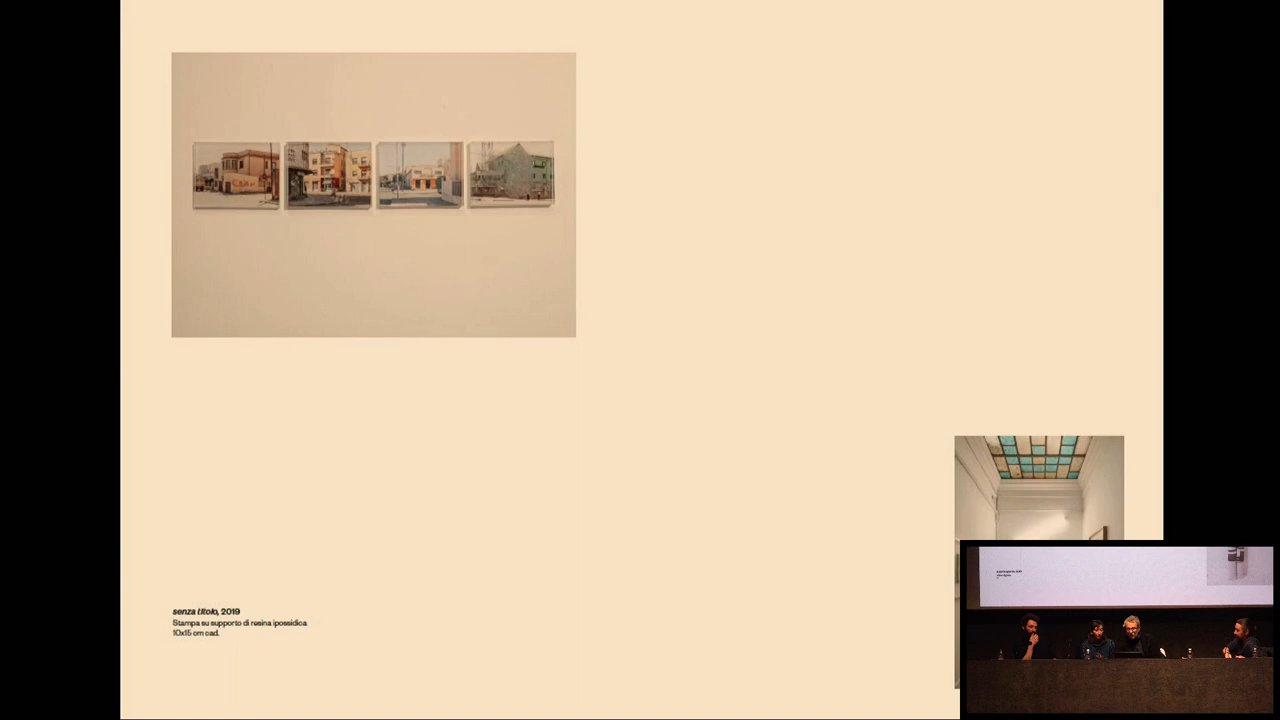 senza titolo, 2019
Stampa su supporto di resina ipossidica
10x15 cm cad.